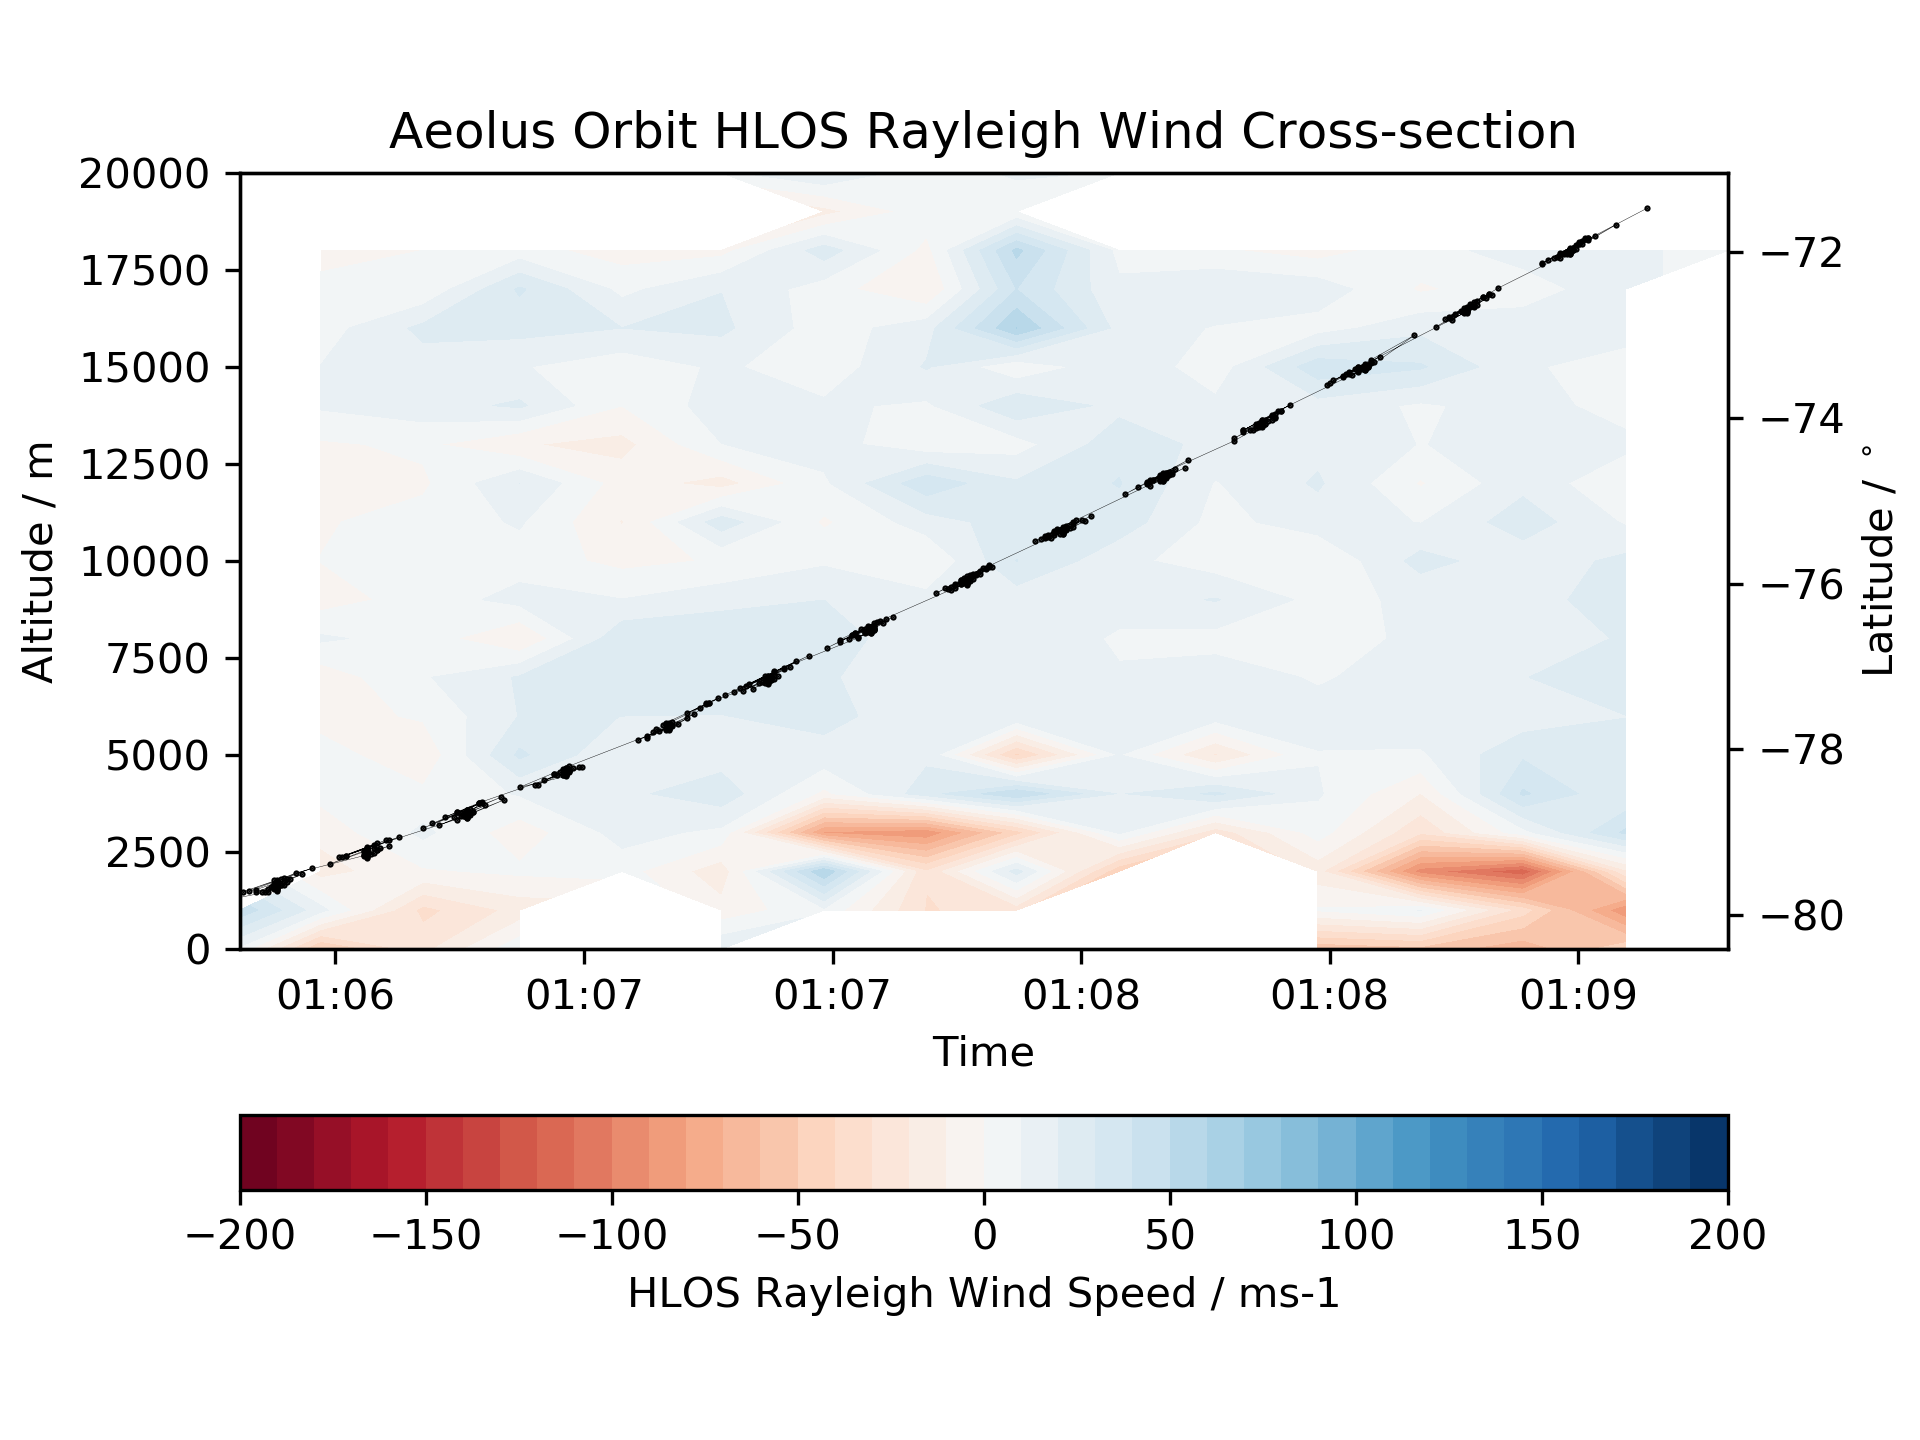 Aeolus Orbit HLOS Rayleigh Wind Cross-section
20000
17500
15000
12500
10000
7500
5000
2500
0
Altitude / m
−72
−74
−76
−78
−80
Latitude / °
01:06 01:07 01:07 01:08 01:08 01:09
Time
−200 −150 −100 −50 0 50 100 150 200
HLOS Rayleigh Wind Speed / ms-1